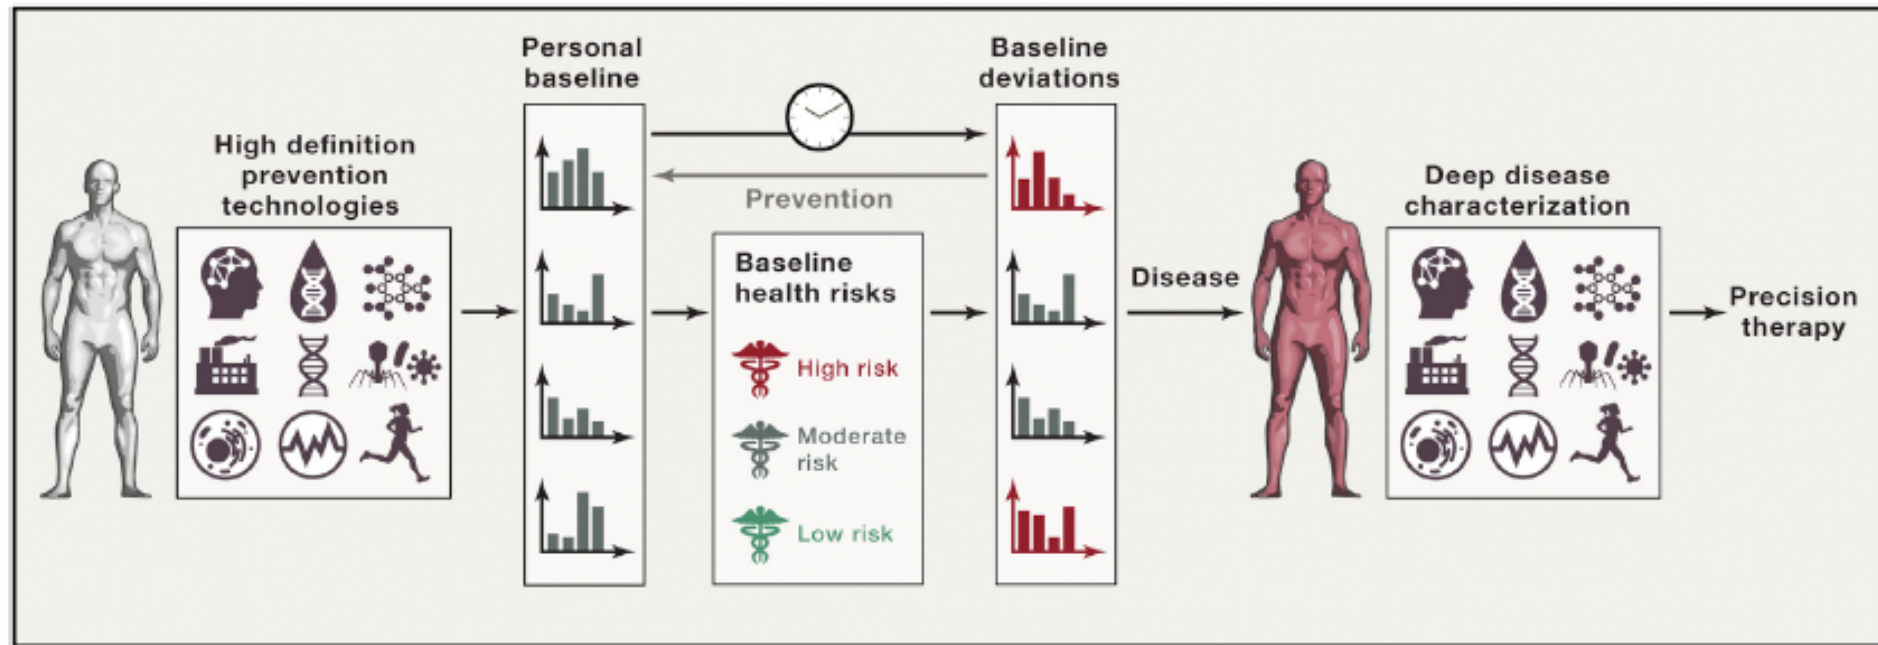 High definition
prevention
technologies
Personal
baseline
Prevention
Baseline
health risks
High risk
Moderate
risk
Low risk
Baseline
deviations
Disease
Deep disease
characterization
Precision
therapy